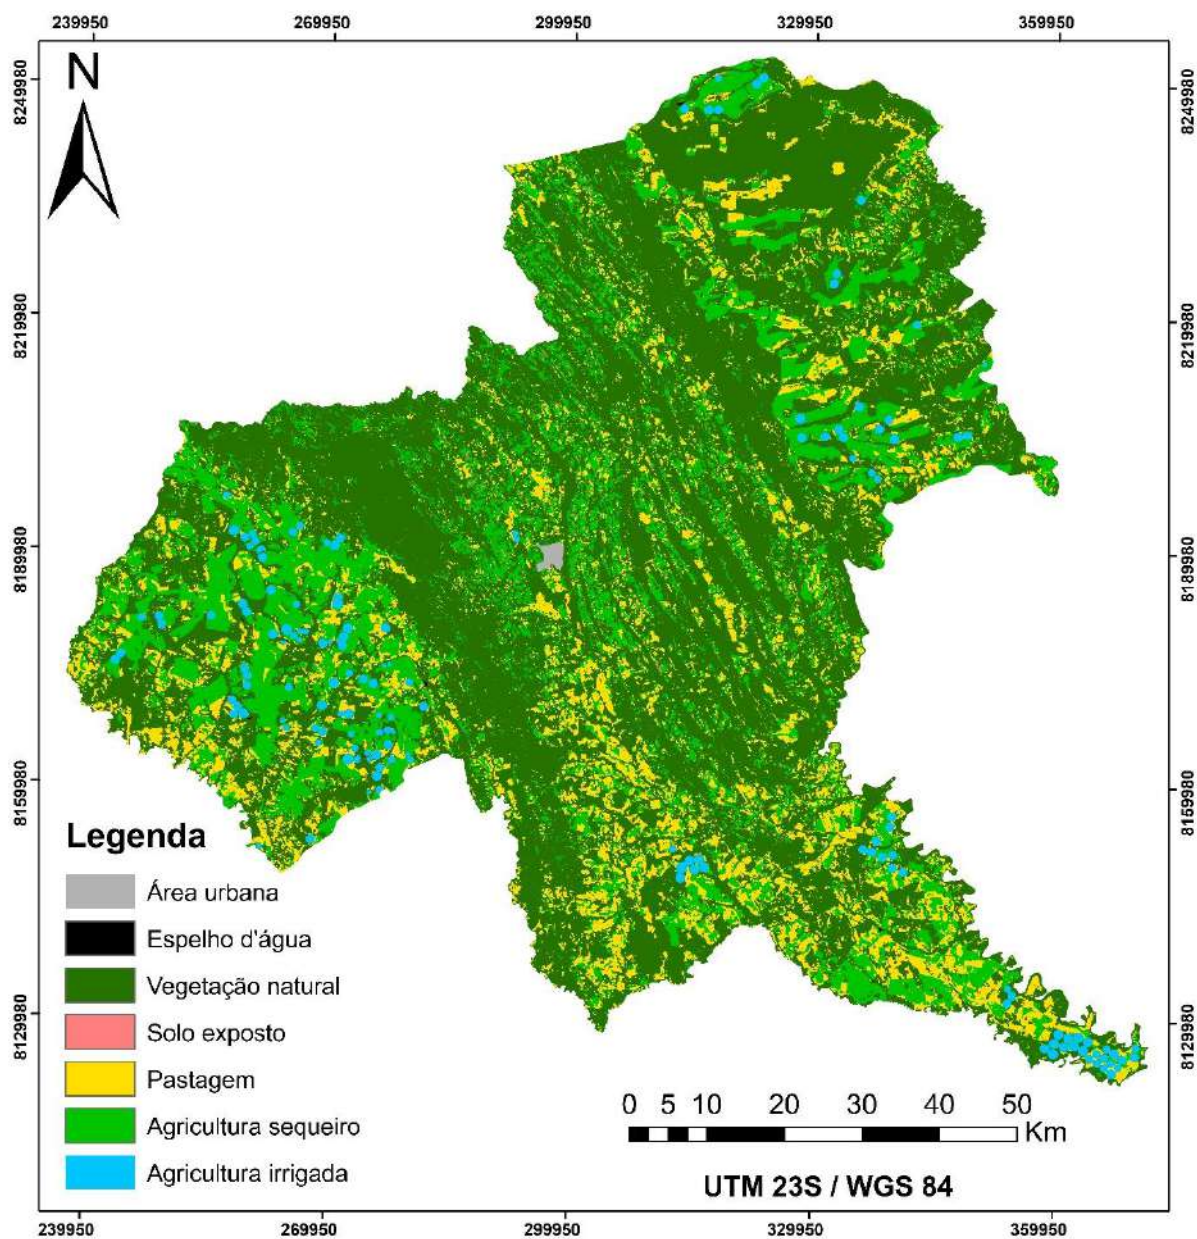 239950 269950 299950 329950 359950
N
8249980 8249980
8219980 8219980
8189980 8189980
8159980 8159980
Legenda
Área urbana
Espelho d'água
Vegetação natural
Solo exposto
Pastagem
Agricultura sequeiro
Agricultura irrigada
8129980 8129980
0 5 10 20 30 40 50
Km
UTM 23S / WGS 84
239950 269950 299950 329950 359950